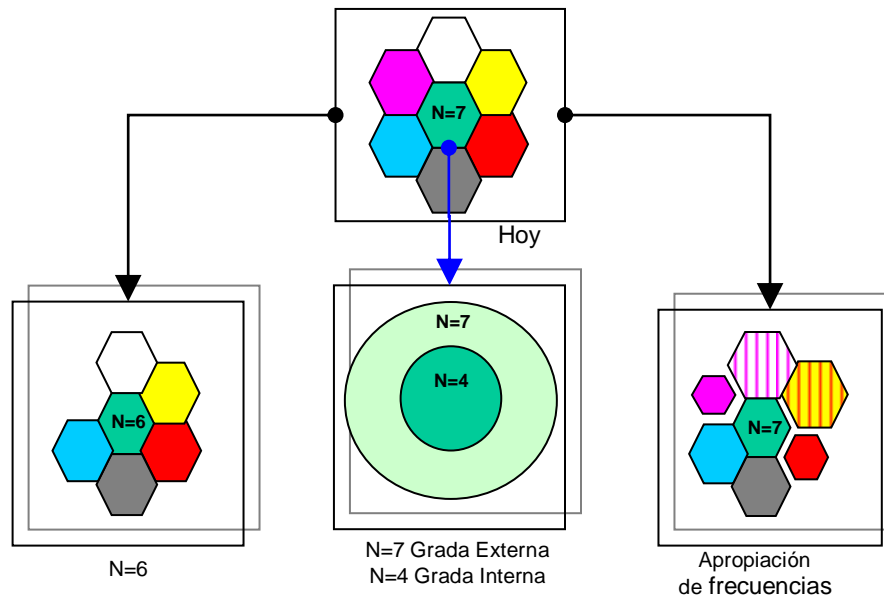 N=7
Hoy
N=6
N=6
N=7
N=4
N=7 Grada Externa
N=4 Grada Interna
N=7
Apropiación
de frecuencias